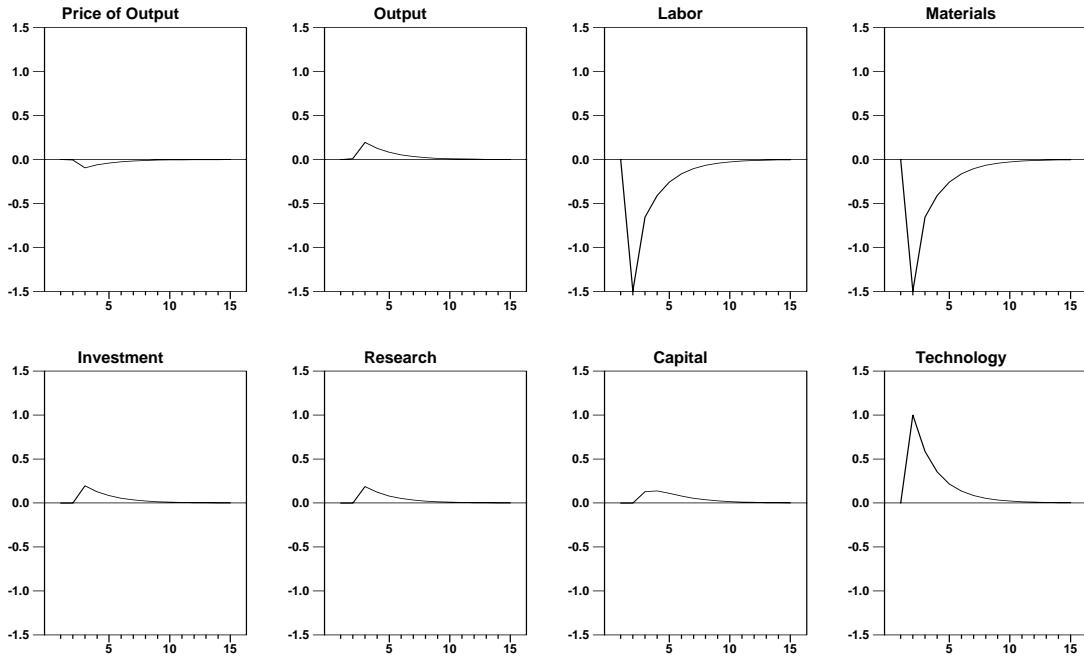 Price of Output
Output
Labor
Materials
1.5 1.5 1.5 1.5
1.0 1.0 1.0 1.0
0.5 0.5 0.5 0.5
0.0 0.0 0.0 0.0
-0.5 -0.5 -0.5 -0.5
-1.0 -1.0 -1.0 -1.0
-1.5 -1.5 -1.5 -1.5
5 10 15 5 10 15 5 10 15 5 10 15
Investment
Research
Capital
Technology
1.5 1.5 1.5 1.5
1.0 1.0 1.0 1.0
0.5 0.5 0.5 0.5
0.0 0.0 0.0 0.0
-0.5 -0.5 -0.5 -0.5
-1.0 -1.0 -1.0 -1.0
-1.5 -1.5 -1.5 -1.5
5 10 15 5 10 15 5 10 15 5 10 15